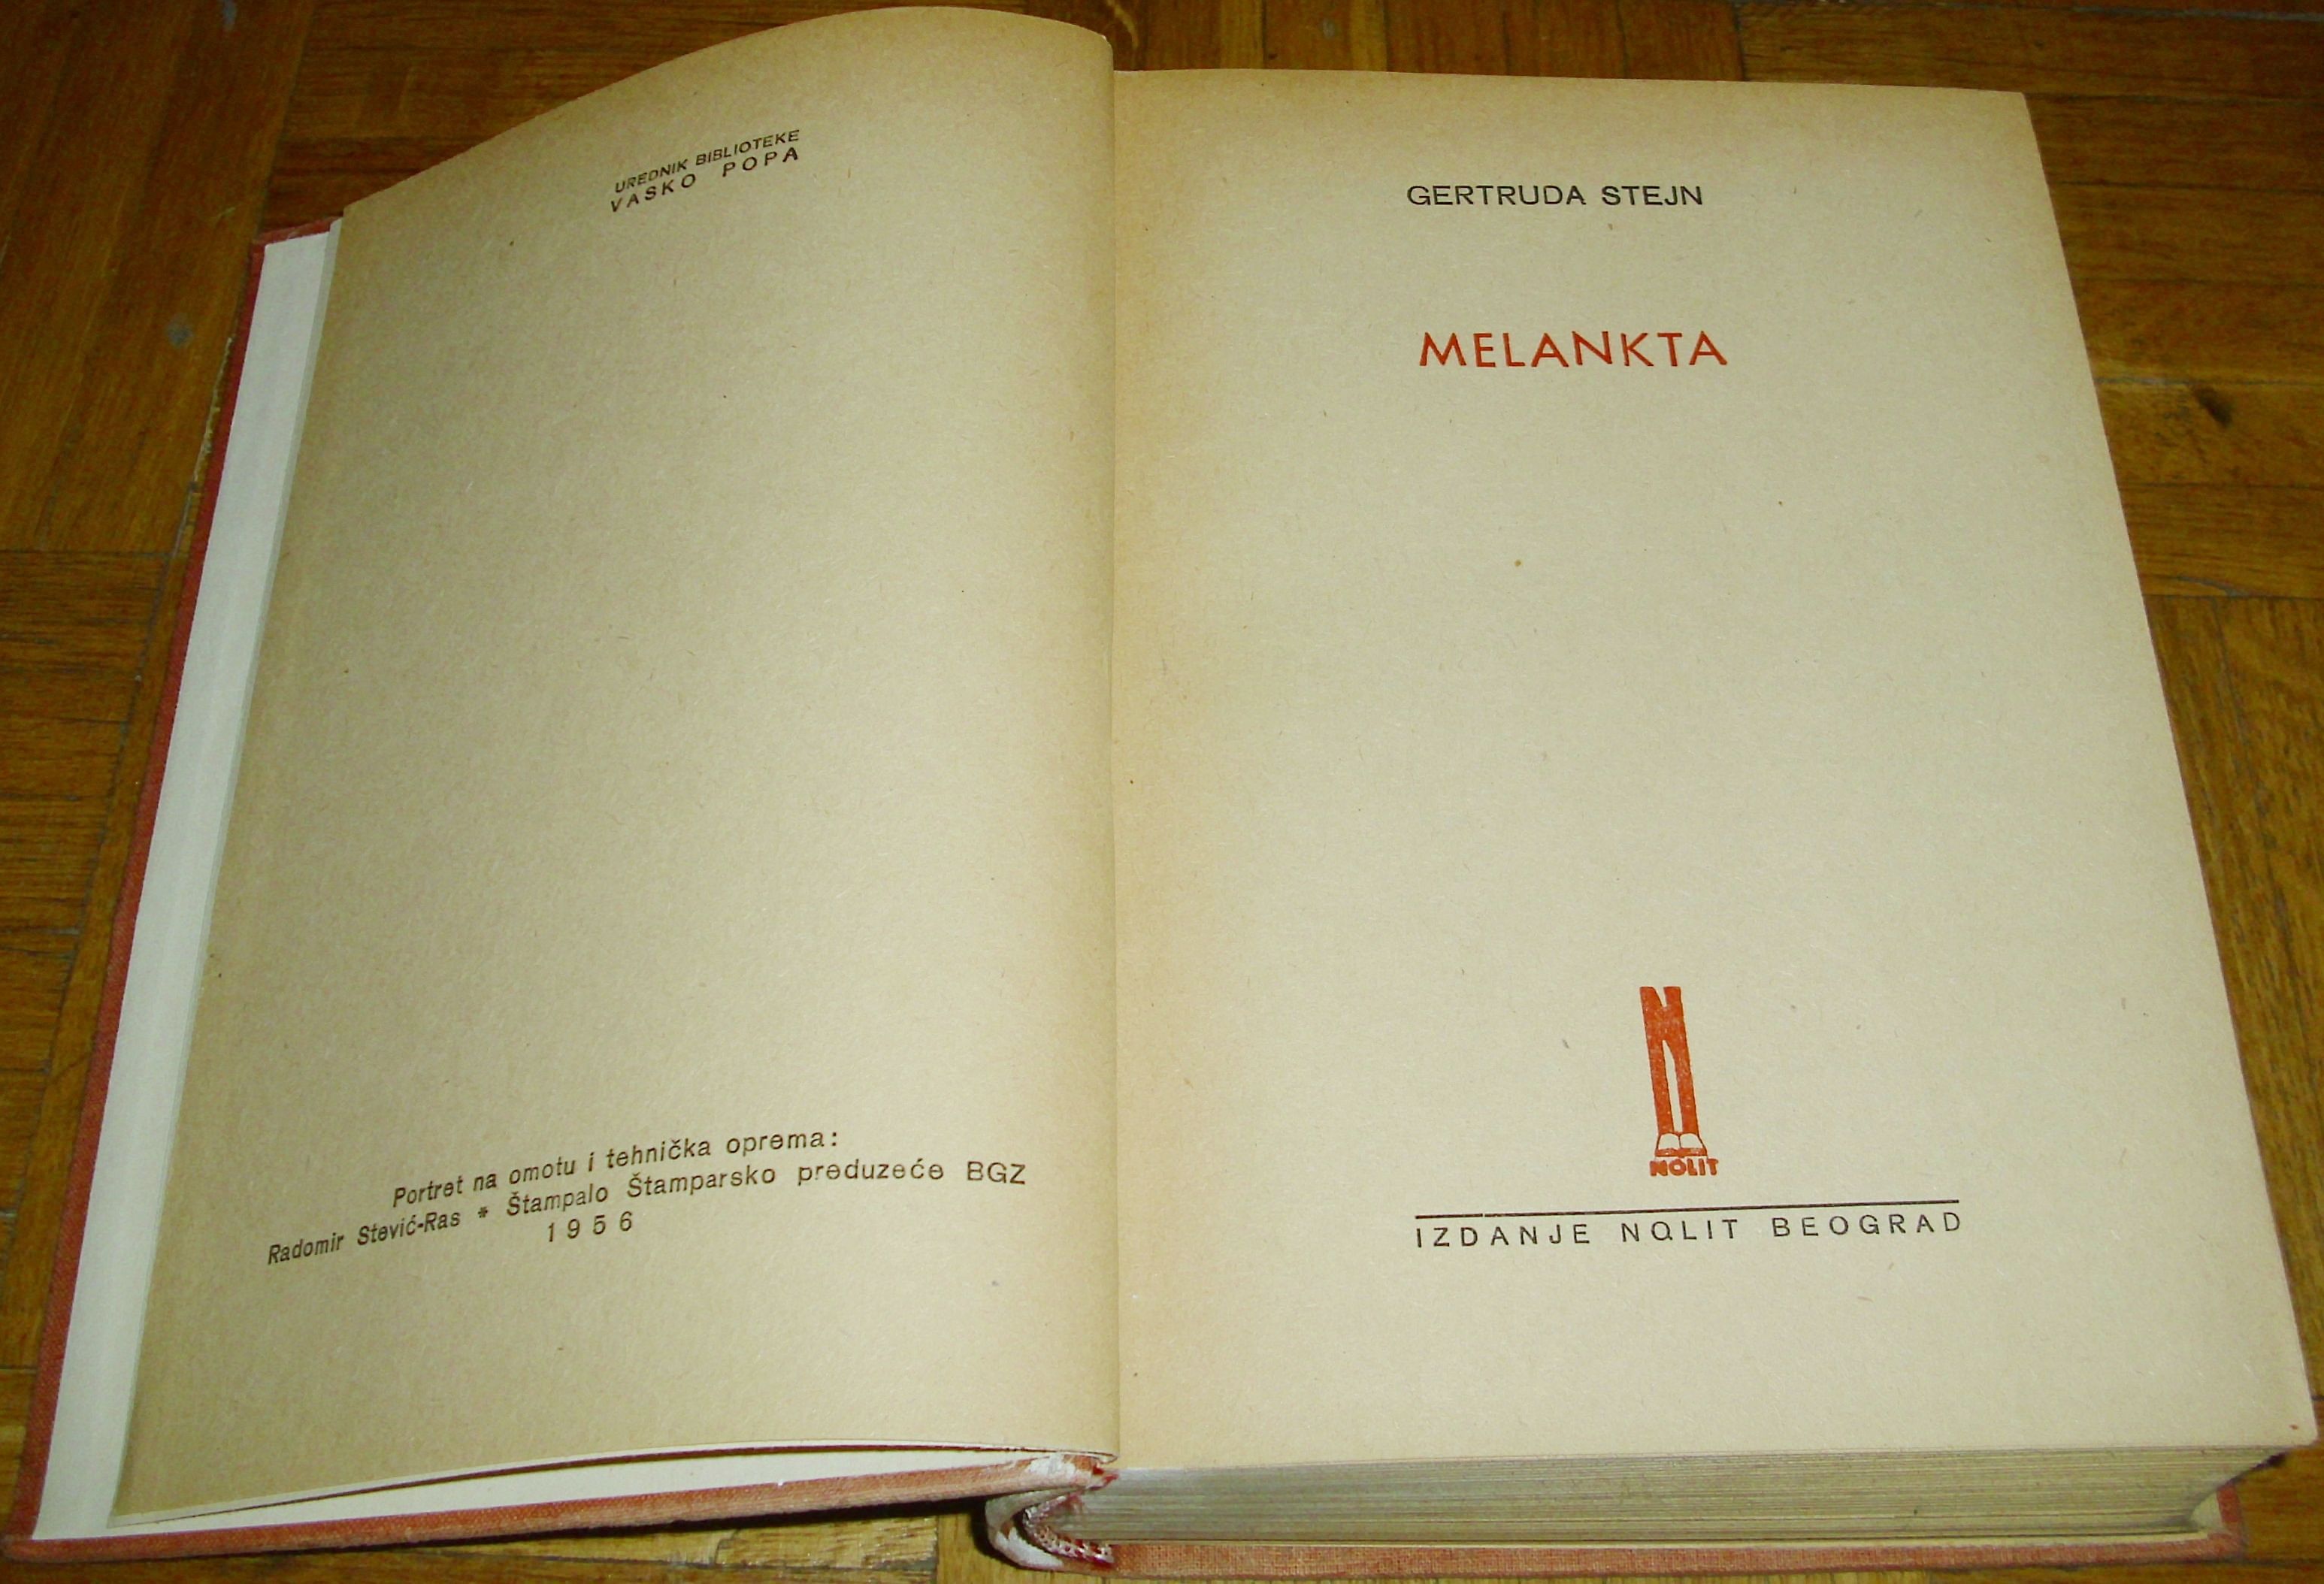 UREDNIK BIBLIOTEKE
VASKO POPA
Portret na omotu i tehnička oprema:
Radomir Stević-Ras * Štampalo Štamparsko preduzeće BGZ
1956
GERTRUDA STEJN
MELANKTA
N
NOLIT
IZDANJE NOLIT BEOGRAD